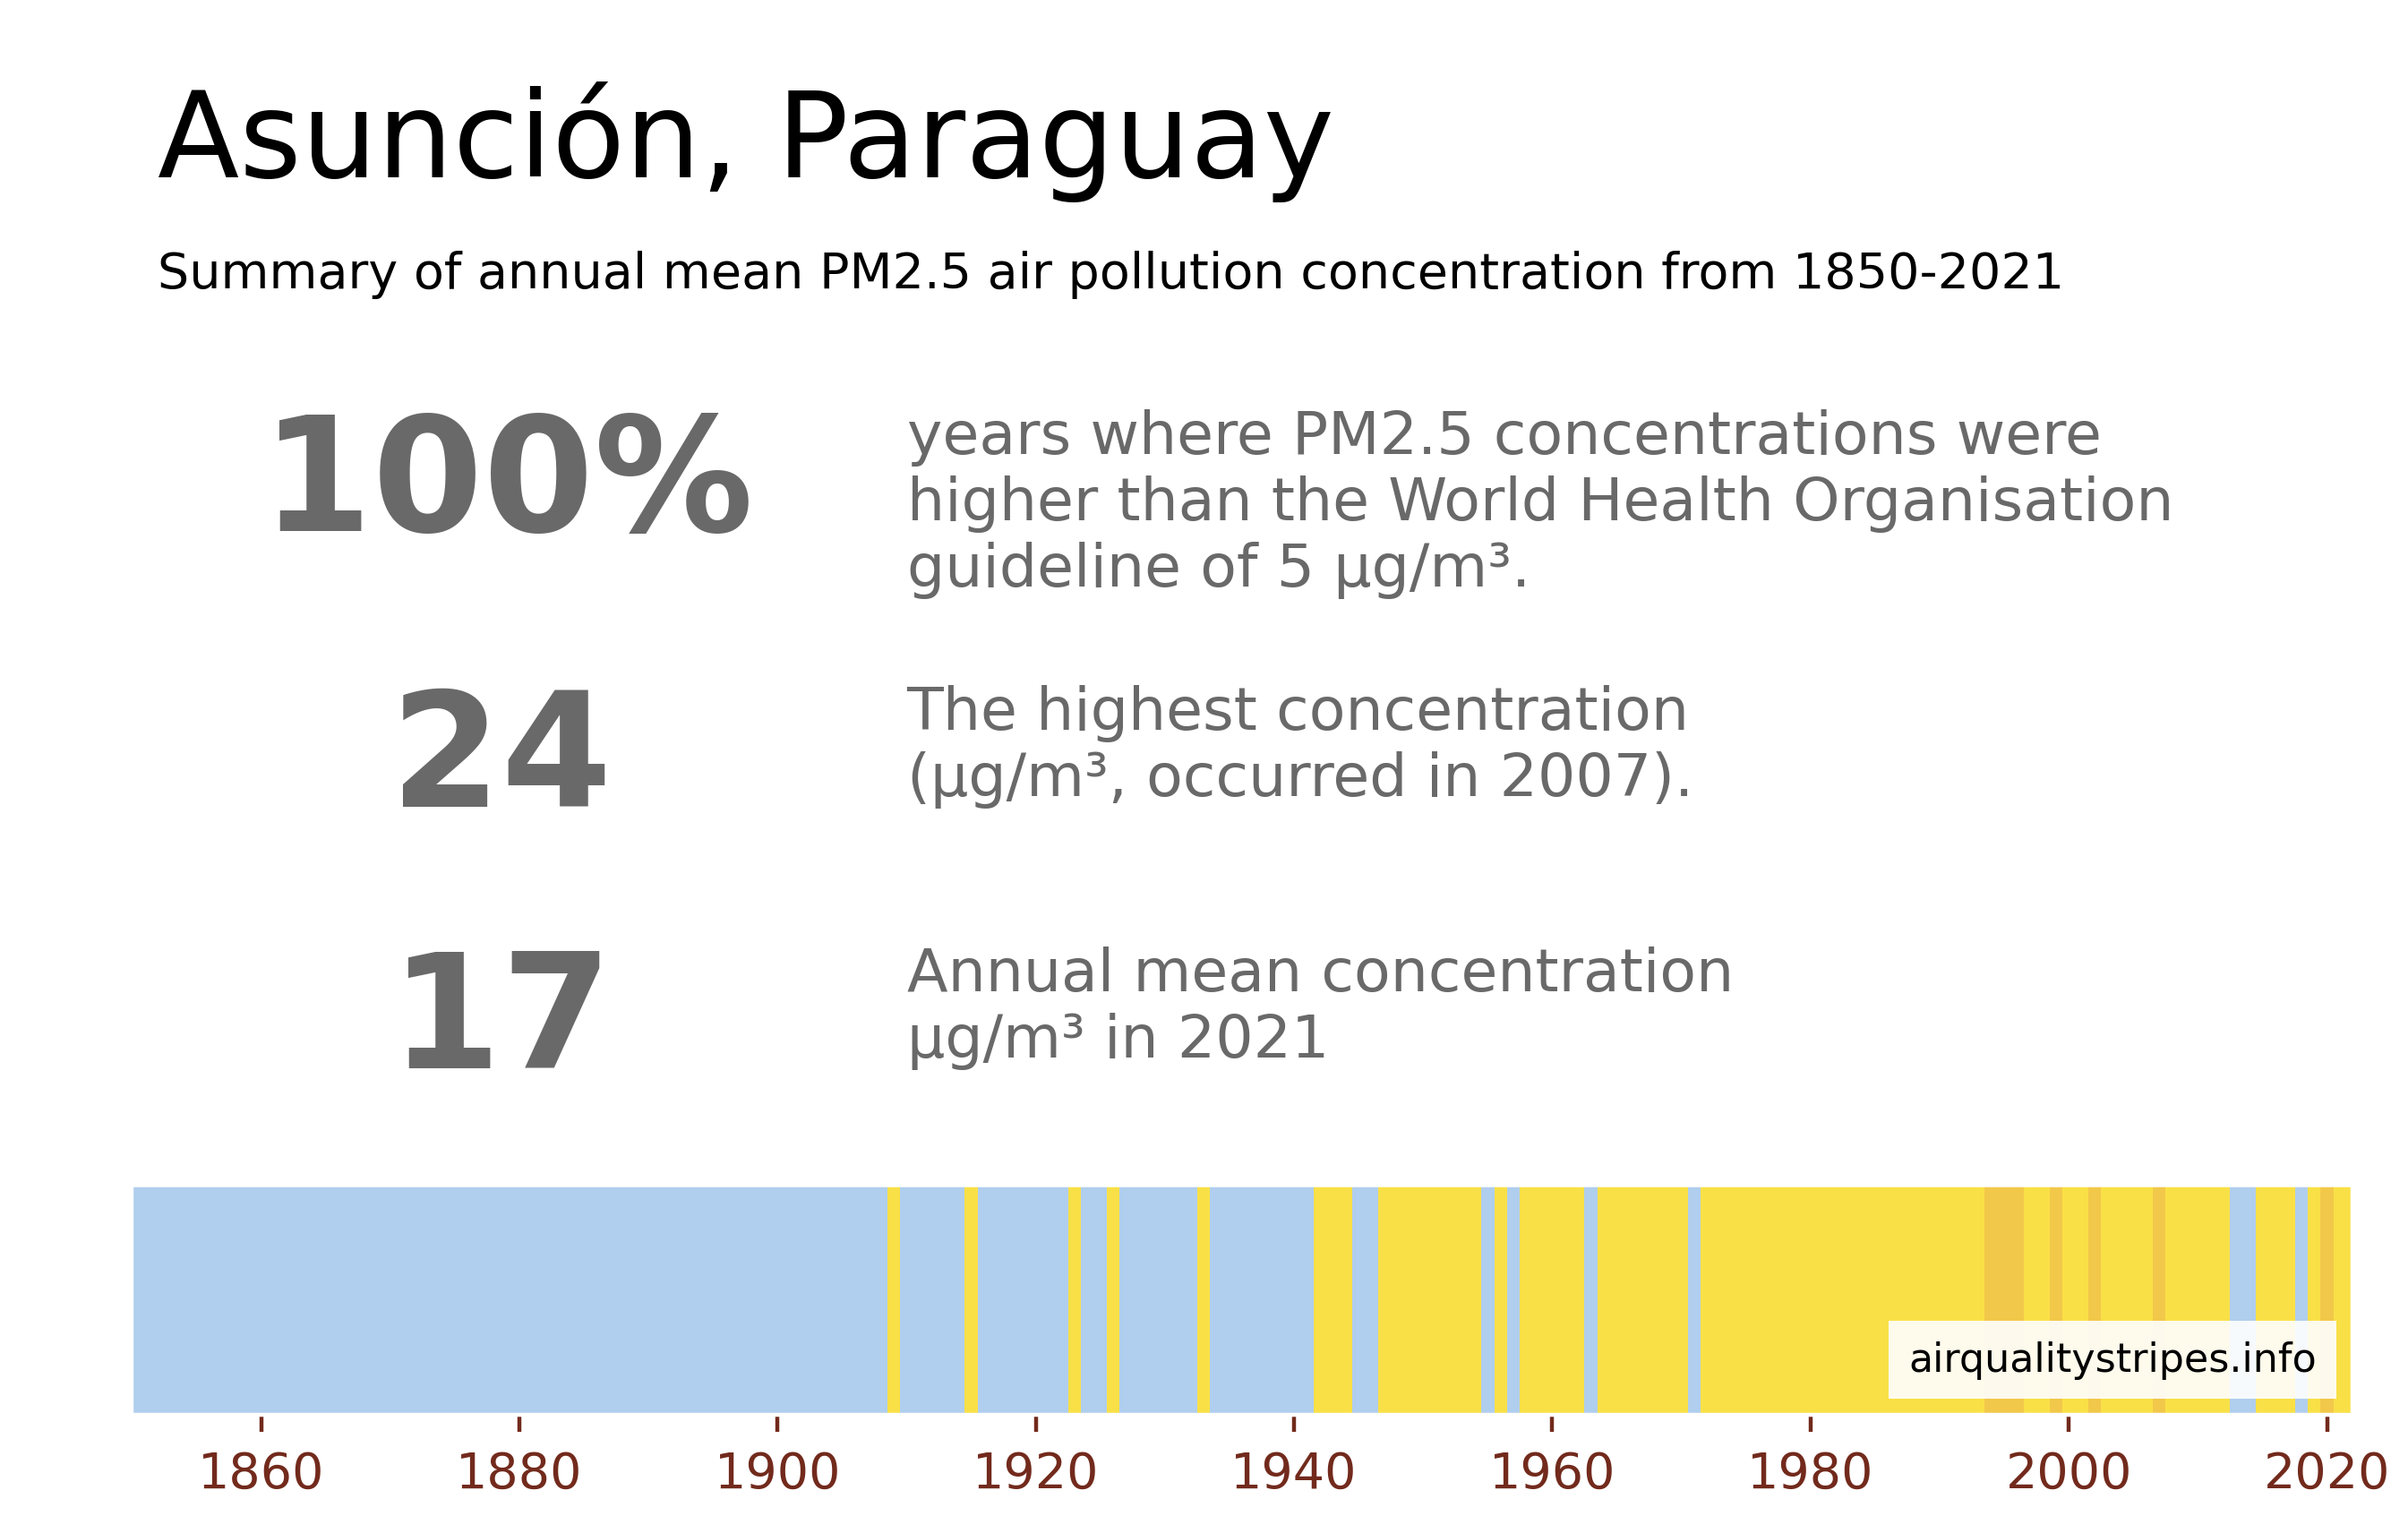 Asunción, Paraguay
Summary of annual mean PM2.5 air pollution concentration from 1850-2021
100%
years where PM2.5 concentrations were
higher than the World Health Organisation
guideline of 5 µg/m³.
24
The highest concentration
(µg/m³, occurred in 2007).
17
Annual mean concentration
µg/m³ in 2021
airqualitystripes.info
1860 1880 1900 1920 1940 1960 1980 2000 2020